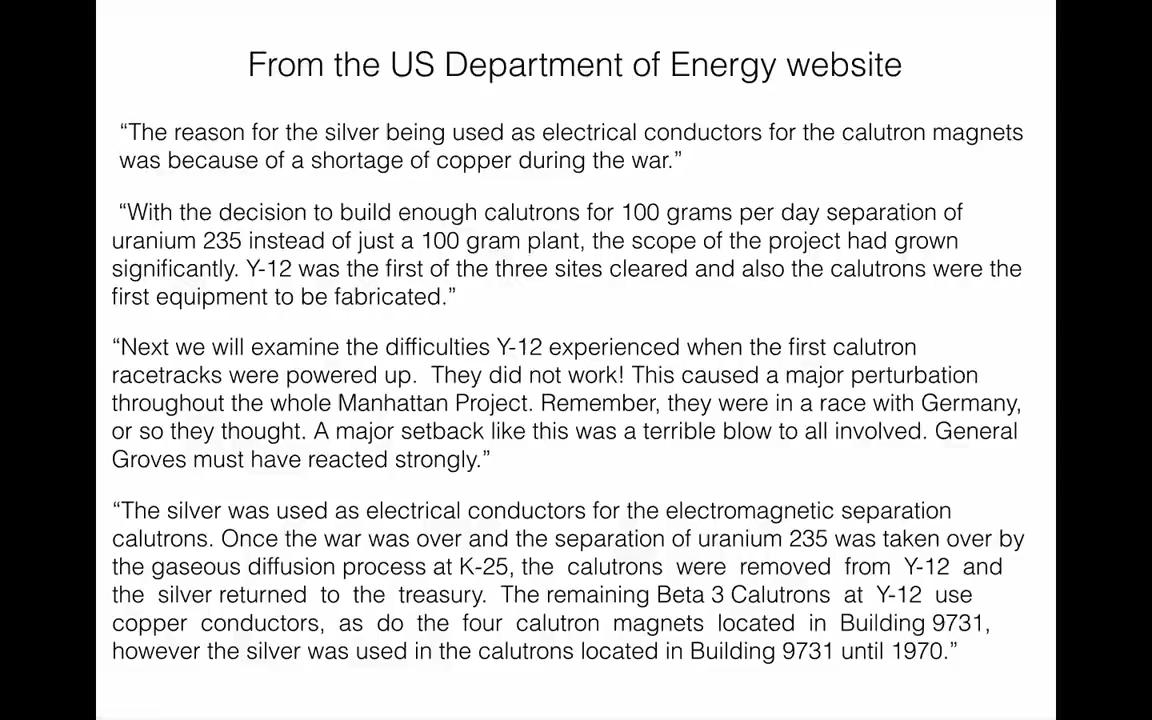 From the US Department of Energy website
“The reason for the silver being used as electrical conductors for the calutron magnets
was because of a shortage of copper during the war.”
“With the decision to build enough calutrons for 100 grams per day separation of
uranium 235 instead of just a 100 gram plant, the scope of the project had grown
significantly. Y-12 was the first of the three sites cleared and also the calutrons were the
first equipment to be fabricated.”
“Next we will examine the difficulties Y-12 experienced when the first calutron
racetracks were powered up. They did not work! This caused a major perturbation
throughout the whole Manhattan Project. Remember, they were in a race with Germany,
or so they thought. A major setback like this was a terrible blow to all involved. General
Groves must have reacted strongly.”
“The silver was used as electrical conductors for the electromagnetic separation
calutrons. Once the war was over and the separation of uranium 235 was taken over by
the gaseous diffusion process at K-25, the calutrons were removed from Y-12 and
the silver returned to the treasury. The remaining Beta 3 Calutrons at Y-12 use
copper conductors, as do the four calutron magnets located in Building 9731,
however the silver was used in the calutrons located in Building 9731 until 1970.”